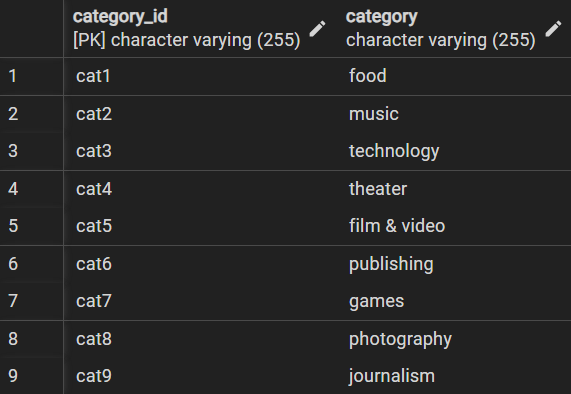 category_id category
[PK] character varying (255) character varying (255)
1 cat1 food
2 cat2 music
3 cat3 technology
4 cat4 theater
5 cat5 film & video
6 cat6 publishing
7 cat7 games
8 cat8 photography
9 cat9 journalism